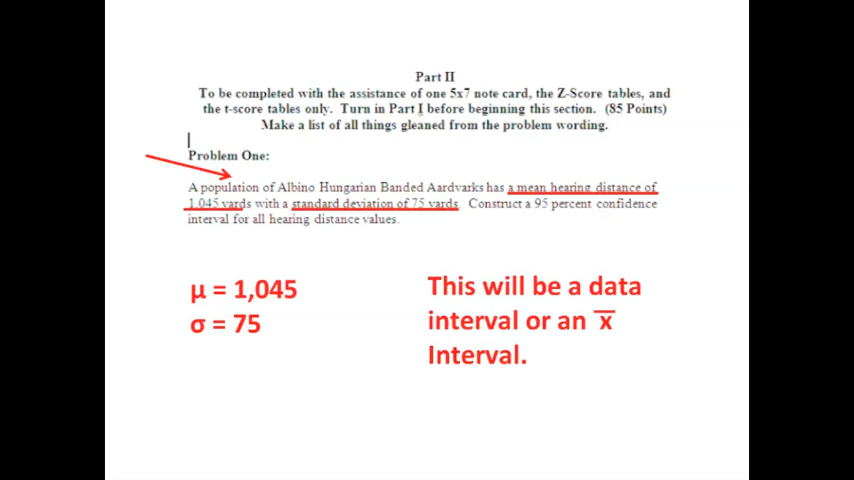 Part II
To be completed with the assistance of one 5x7 note card, the Z-Score tables, and
the t-score tables only. Turn in Part I before beginning this section. (85 Points)
Make a list of all things gleaned from the problem wording.
Problem One:
A population of Albino Hungarian Banded Aardvarks has a mean hearing distance of
1,045 yards with a standard deviation of 75 yards. Construct a 95 percent confidence
interval for all hearing distance values.
μ = 1,045
σ = 75
This will be a data
interval or an x̅
Interval.